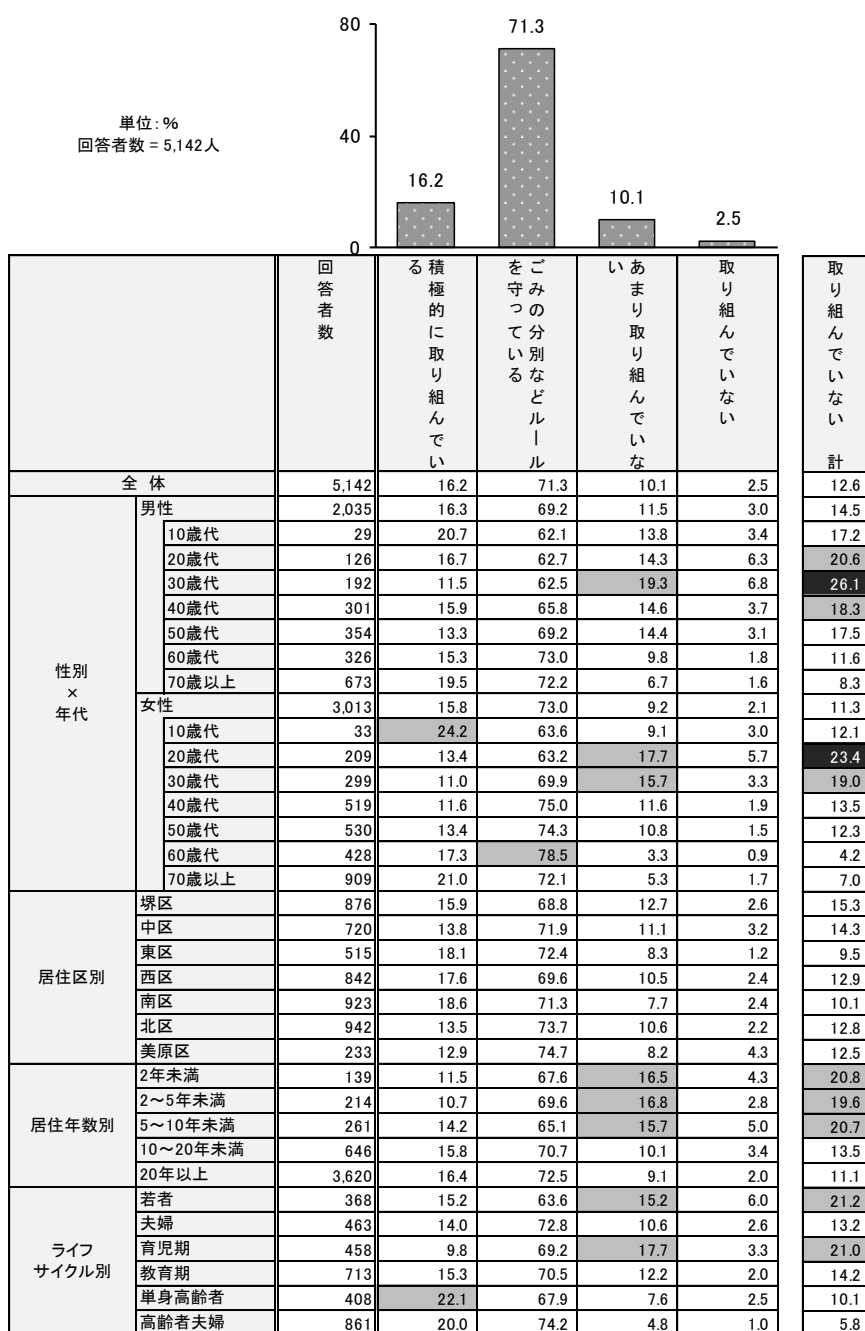 80
71.3
単位:%
回答者数 = 5,142人
40
16.2
10.1
2.5
0
回答者数
積極的に取り組んでいる
ごみの分別などルールを守っている
あまり取り組んでいない
取り組んでいない
取り組んでいない 計
全 体 5,142 16.2 71.3 10.1 2.5 12.6
性別×年代
男性 2,035 16.3 69.2 11.5 3.0 14.5
10歳代 29 20.7 62.1 13.8 3.4 17.2
20歳代 126 16.7 62.7 14.3 6.3 20.6
30歳代 192 11.5 62.5 19.3 6.8 26.1
40歳代 301 15.9 65.8 14.6 3.7 18.3
50歳代 354 13.3 69.2 14.4 3.1 17.5
60歳代 326 15.3 73.0 9.8 1.8 11.6
70歳以上 673 19.5 72.2 6.7 1.6 8.3
女性 3,013 15.8 73.0 9.2 2.1 11.3
10歳代 33 24.2 63.6 9.1 3.0 12.1
20歳代 209 13.4 63.2 17.7 5.7 23.4
30歳代 299 11.0 69.9 15.7 3.3 19.0
40歳代 519 11.6 75.0 11.6 1.9 13.5
50歳代 530 13.4 74.3 10.8 1.5 12.3
60歳代 428 17.3 78.5 3.3 0.9 4.2
70歳以上 909 21.0 72.1 5.3 1.7 7.0
居住区別
堺区 876 15.9 68.8 12.7 2.6 15.3
中区 720 13.8 71.9 11.1 3.2 14.3
東区 515 18.1 72.4 8.3 1.2 9.5
西区 842 17.6 69.6 10.5 2.4 12.9
南区 923 18.6 71.3 7.7 2.4 10.1
北区 942 13.5 73.7 10.6 2.2 12.8
美原区 233 12.9 74.7 8.2 4.3 12.5
居住年数別
2年未満 139 11.5 67.6 16.5 4.3 20.8
2～5年未満 214 10.7 69.6 16.8 2.8 19.6
5～10年未満 261 14.2 65.1 15.7 5.0 20.7
10～20年未満 646 15.8 70.7 10.1 3.4 13.5
20年以上 3,620 16.4 72.5 9.1 2.0 11.1
ライフサイクル別
若者 368 15.2 63.6 15.2 6.0 21.2
夫婦 463 14.0 72.8 10.6 2.6 13.2
育児期 458 9.8 69.2 17.7 3.3 21.0
教育期 713 15.3 70.5 12.2 2.0 14.2
単身高齢者 408 22.1 67.9 7.6 2.5 10.1
高齢者夫婦 861 20.0 74.2 4.8 1.0 5.8